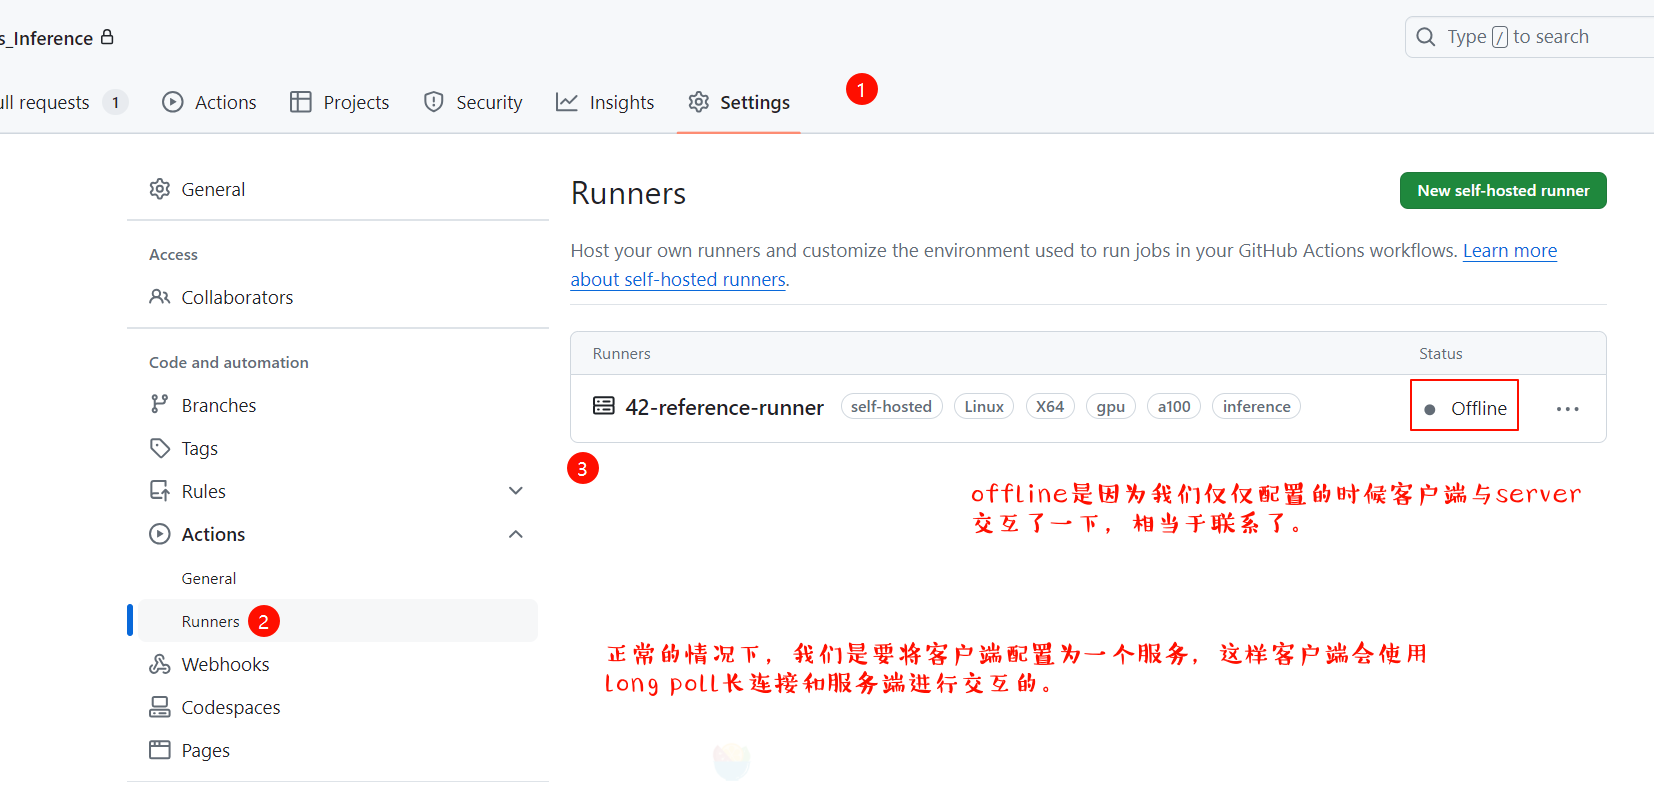 s_Inference
Type / to search
ull requests 1 Actions Projects Security Insights Settings 1
General
Access
Collaborators
Code and automation
Branches
Tags
Rules
Actions
General
Runners 2
Webhooks
Codespaces
Pages
Runners
New self-hosted runner
Host your own runners and customize the environment used to run jobs in your GitHub Actions workflows. Learn more
about self-hosted runners.
Runners Status
42-reference-runner self-hosted Linux X64 gpu a100 inference Offline ...
3
offline是因为我们仅仅配置的时候客户端与server
交互了一下，相当于联系了。
正常的情况下，我们是要将客户端配置为一个服务，这样客户端会使用
long poll长连接和服务端进行交互的。